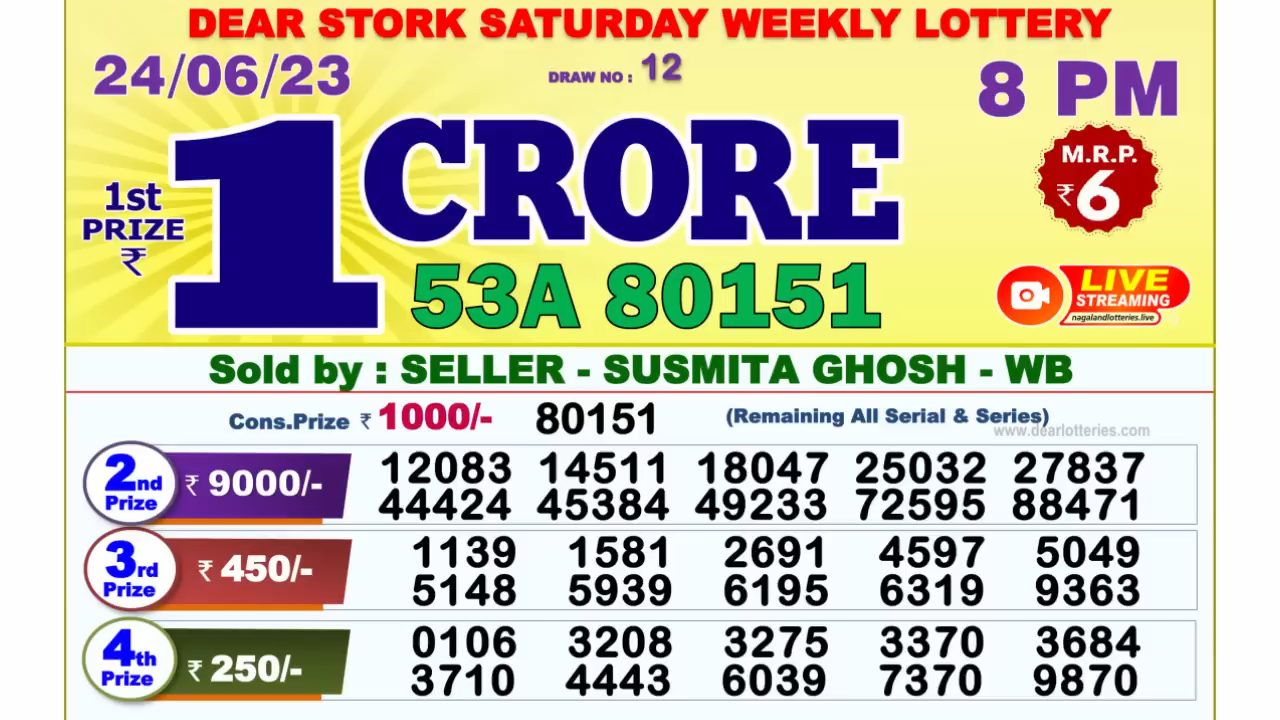 DEAR STORK SATURDAY WEEKLY LOTTERY
24/06/23
DRAW NO : 12
8 PM
1st
PRIZE
₹
1 CRORE
M.R.P.
₹ 6
53A 80151
LIVE
STREAMING
nagalandlotteries.live
Sold by : SELLER - SUSMITA GHOSH - WB
Cons.Prize ₹ 1000/- 80151 (Remaining All Serial & Series)
www.dearlotteries.com
2nd
Prize
₹ 9000/-
12083 14511 18047 25032 27837
44424 45384 49233 72595 88471
3rd
Prize
₹ 450/-
1139 1581 2691 4597 5049
5148 5939 6195 6319 9363
4th
Prize
₹ 250/-
0106 3208 3275 3370 3684
3710 4443 6039 7370 9870